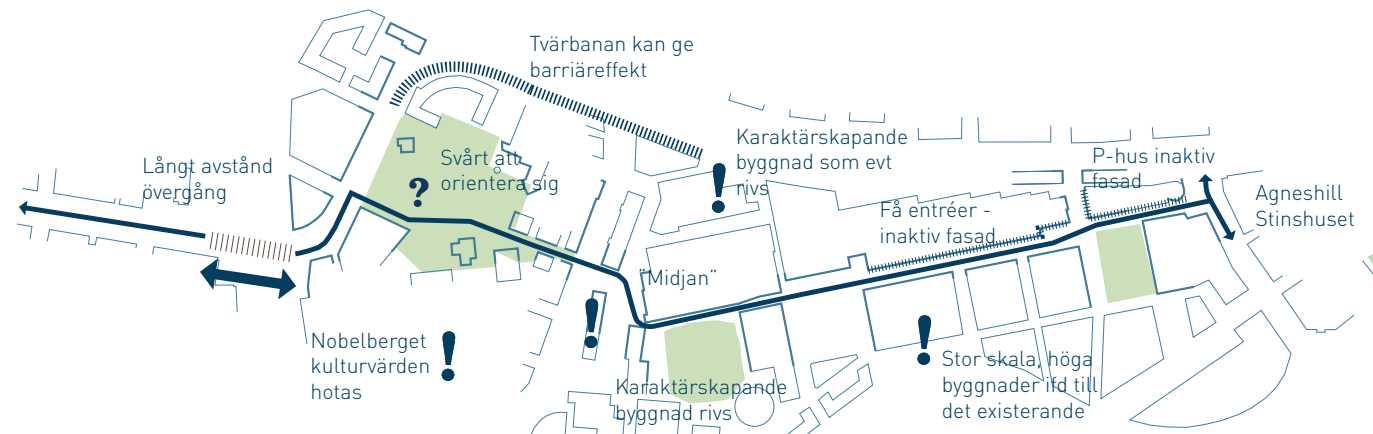 Tvärbanan kan ge
barriäreffekt
Långt avstånd
övergång
Svårt att
orientera sig
?
Karaktärskapande
byggnad som evt
rivs
!
Få entréer -
inaktiv fasad
P-hus inaktiv
fasad
Agneshill
Stinshuset
"Midjan"
!
Nobelberget
kulturvärden
hotas
!
Karaktärskapande
byggnad rivs
!
Stor skala, höga
byggnader ifd till
det existerande